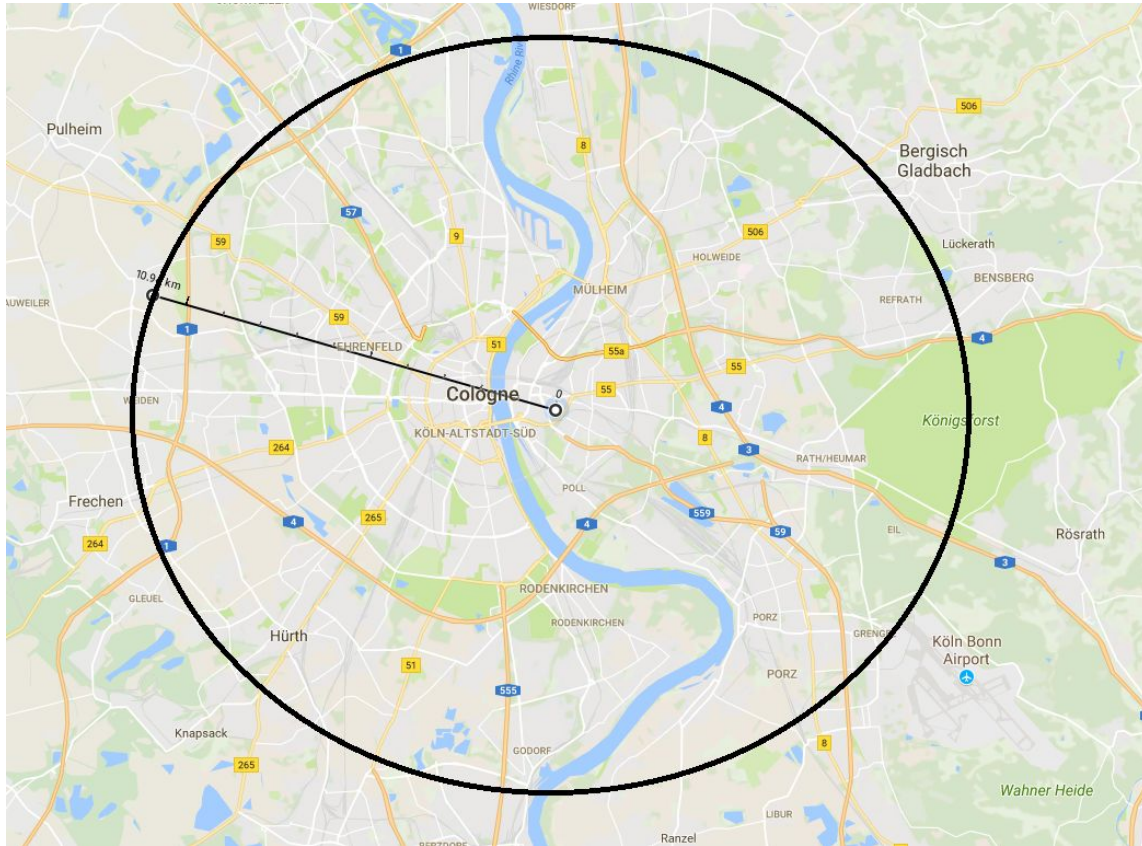 WIESDORF
1
Rhine River
Pulheim
506
8
Bergisch
Gladbach
57
59
9
506
Lückerath
HOLWEIDE
BENSBERG
10.9 km
AUWEILER
MÜLHEIM
REFRATH
59
1
EHRENFELD
51
55a
4
55
0
55
WEIDEN
Cologne
4
Königsforst
KÖLN-ALTSTADT-SÜD
8
264
3
RATH/HEUMAR
Frechen
POLL
265
559
4
4
EIL
59
Rösrath
264
1
3
RODENKIRCHEN
GLEUEL
PORZ
RODENKIRCHEN
Hürth
GRENGE
Köln Bonn
Airport
51
PORZ
555
Knapsack
GODORF
8
265
Wahner Heide
LIBUR
Ranzel